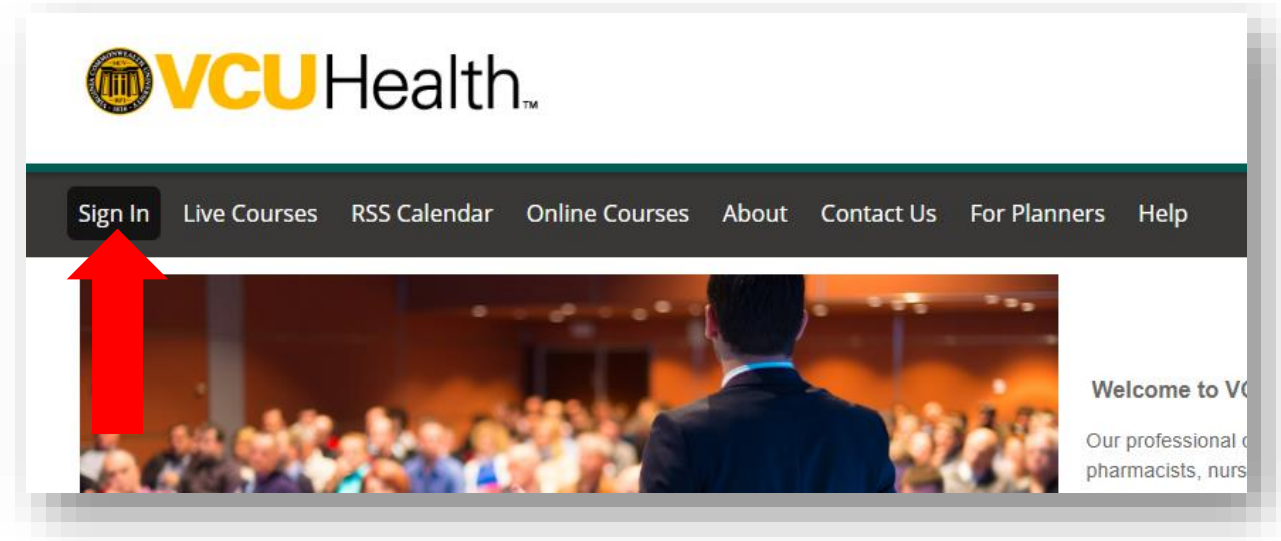 VCUHealth™
Sign In Live Courses RSS Calendar Online Courses About Contact Us For Planners Help
Welcome to
Our professional
pharmacists,